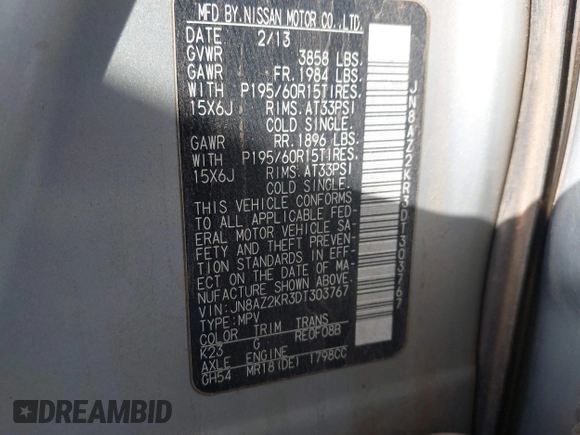 MFD BY.NISSAN MOTOR CO.,LTD.
DATE 2/13
GVWR 3858 LBS.
GAWR FR. 1984 LBS.
WITH P195/60R15TIRES.
15X6J RIMS. AT33PSI
COLD SINGLE.
GAWR RR. 1896 LBS.
WITH P195/60R15TIRES.
15X6J RIMS. AT33PSI
COLD SINGLE.
THIS VEHICLE CONFORMS
TO ALL APPLICABLE FED-
ERAL MOTOR VEHICLE SA-
FETY AND THEFT PREVEN-
TION STANDARDS IN EFF-
ECT ON THE DATE OF MA-
NUFACTURE SHOWN ABOVE.
VIN: JN8AZ2KR3DT303767
TYPE:MPV
COLOR TRIM TRANS
K23 G RE0F08B
AXLE ENGINE
GH54 MR18(DE) 1798CC
JN8AZ2KR3DT303767
DREAMBID